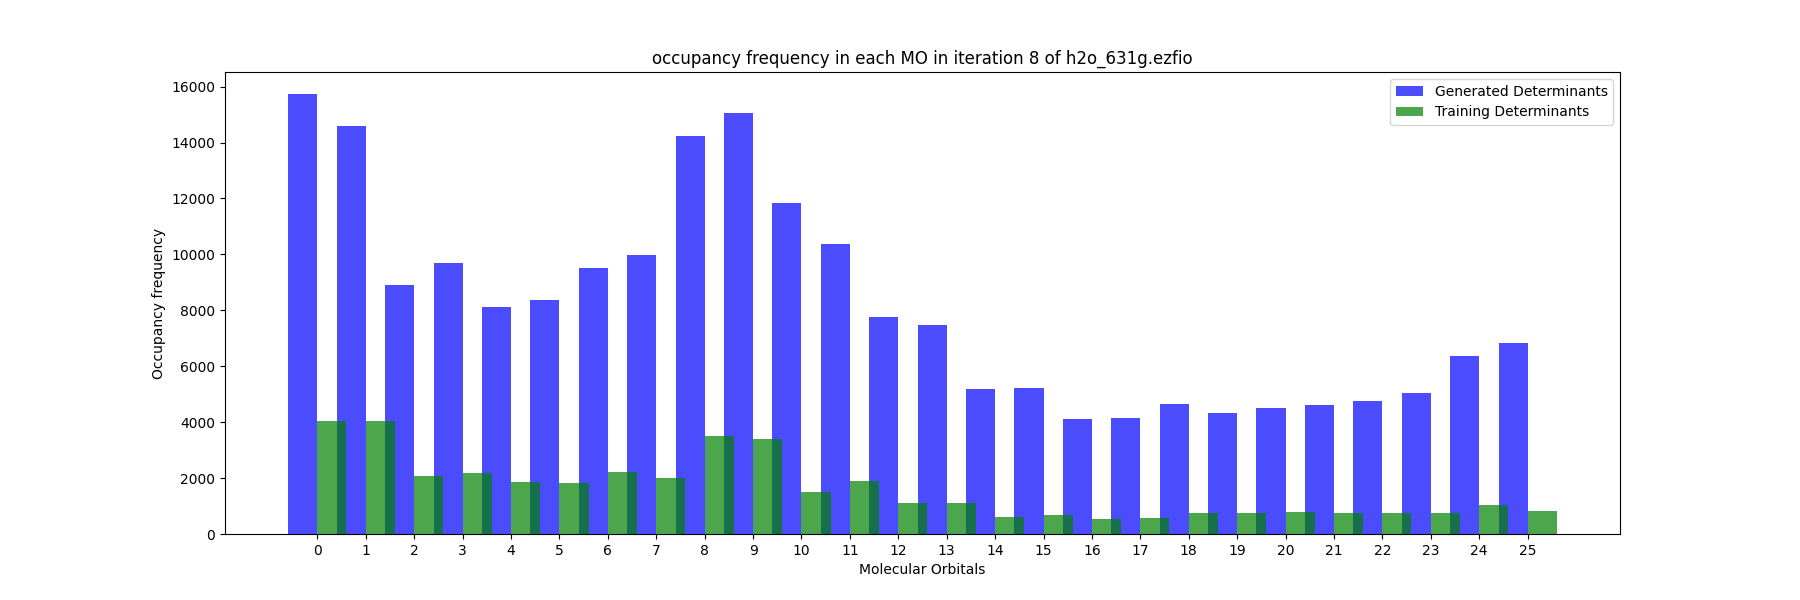 occupancy frequency in each MO in iteration 8 of h2o_631g.ezfio
Generated Determinants
Training Determinants
Occupancy frequency
16000
14000
12000
10000
8000
6000
4000
2000
0
0 1 2 3 4 5 6 7 8 9 10 11 12 13 14 15 16 17 18 19 20 21 22 23 24 25
Molecular Orbitals